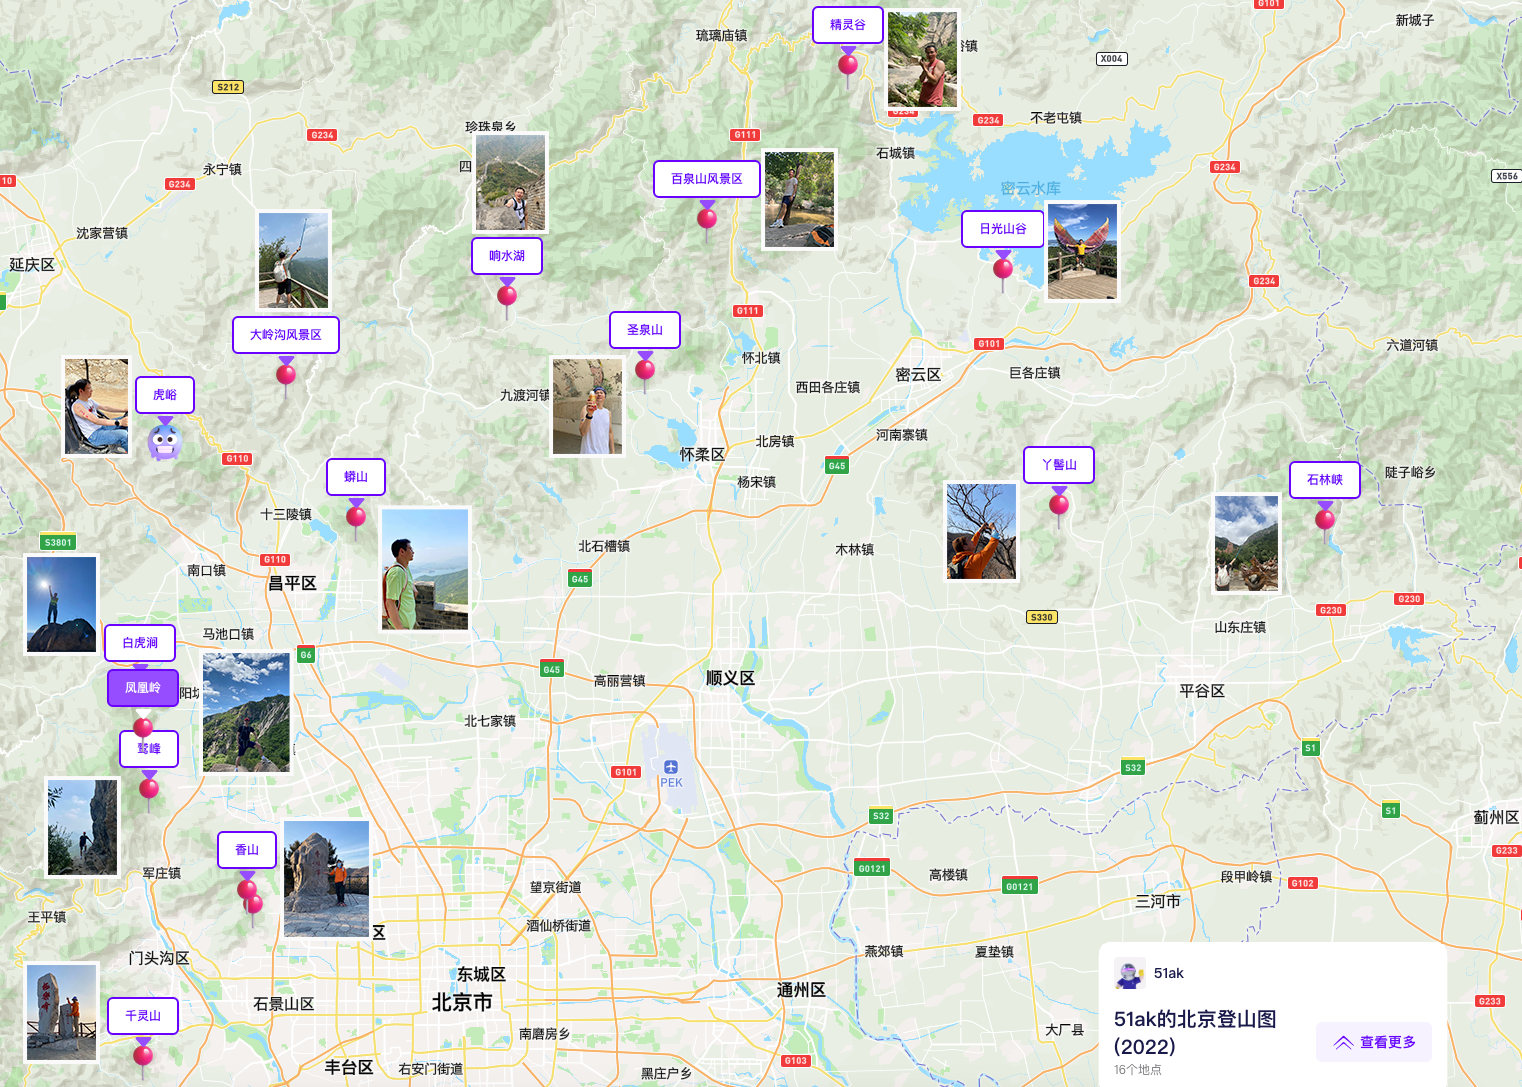 G101
新城子
精灵谷
琉璃庙镇
谷镇
X004
S212
G234
珍珠泉乡
G111
G234
G234
不老屯镇
石城镇
四
永宁镇
G234
10
百泉山风景区
密云水库
G234
X556
沈家营镇
日光山谷
延庆区
响水湖
G234
G111
大岭沟风景区
圣泉山
G101
六道河镇
怀北镇
密云区
巨各庄镇
西田各庄镇
九渡河镇
虎峪
怀柔区
北房镇
河南寨镇
G110
G45
丫髻山
陡子峪乡
蟒山
石林峡
杨宋镇
十三陵镇
S3801
北石槽镇
木林镇
G110
南口镇
昌平区
G45
G230
G230
S330
山东庄镇
马池口镇
白虎涧
G6
G45
高丽营镇
顺义区
凤凰岭
阳坊
平谷区
北七家镇
鹫峰
S1
G101
PEK
S32
S32
S1
蓟州区
香山
G233
军庄镇
G0121
高楼镇
G0121
段甲岭镇
G102
望京街道
三河市
王平镇
酒仙桥街道
区
燕郊镇
夏垫镇
门头沟区
东城区
51ak
北京市
石景山区
通州区
G233
千灵山
51ak的北京登山图
(2022)
查看更多
16个地点
南磨房乡
大厂县
丰台区
右安门街道
G103
黑庄户乡